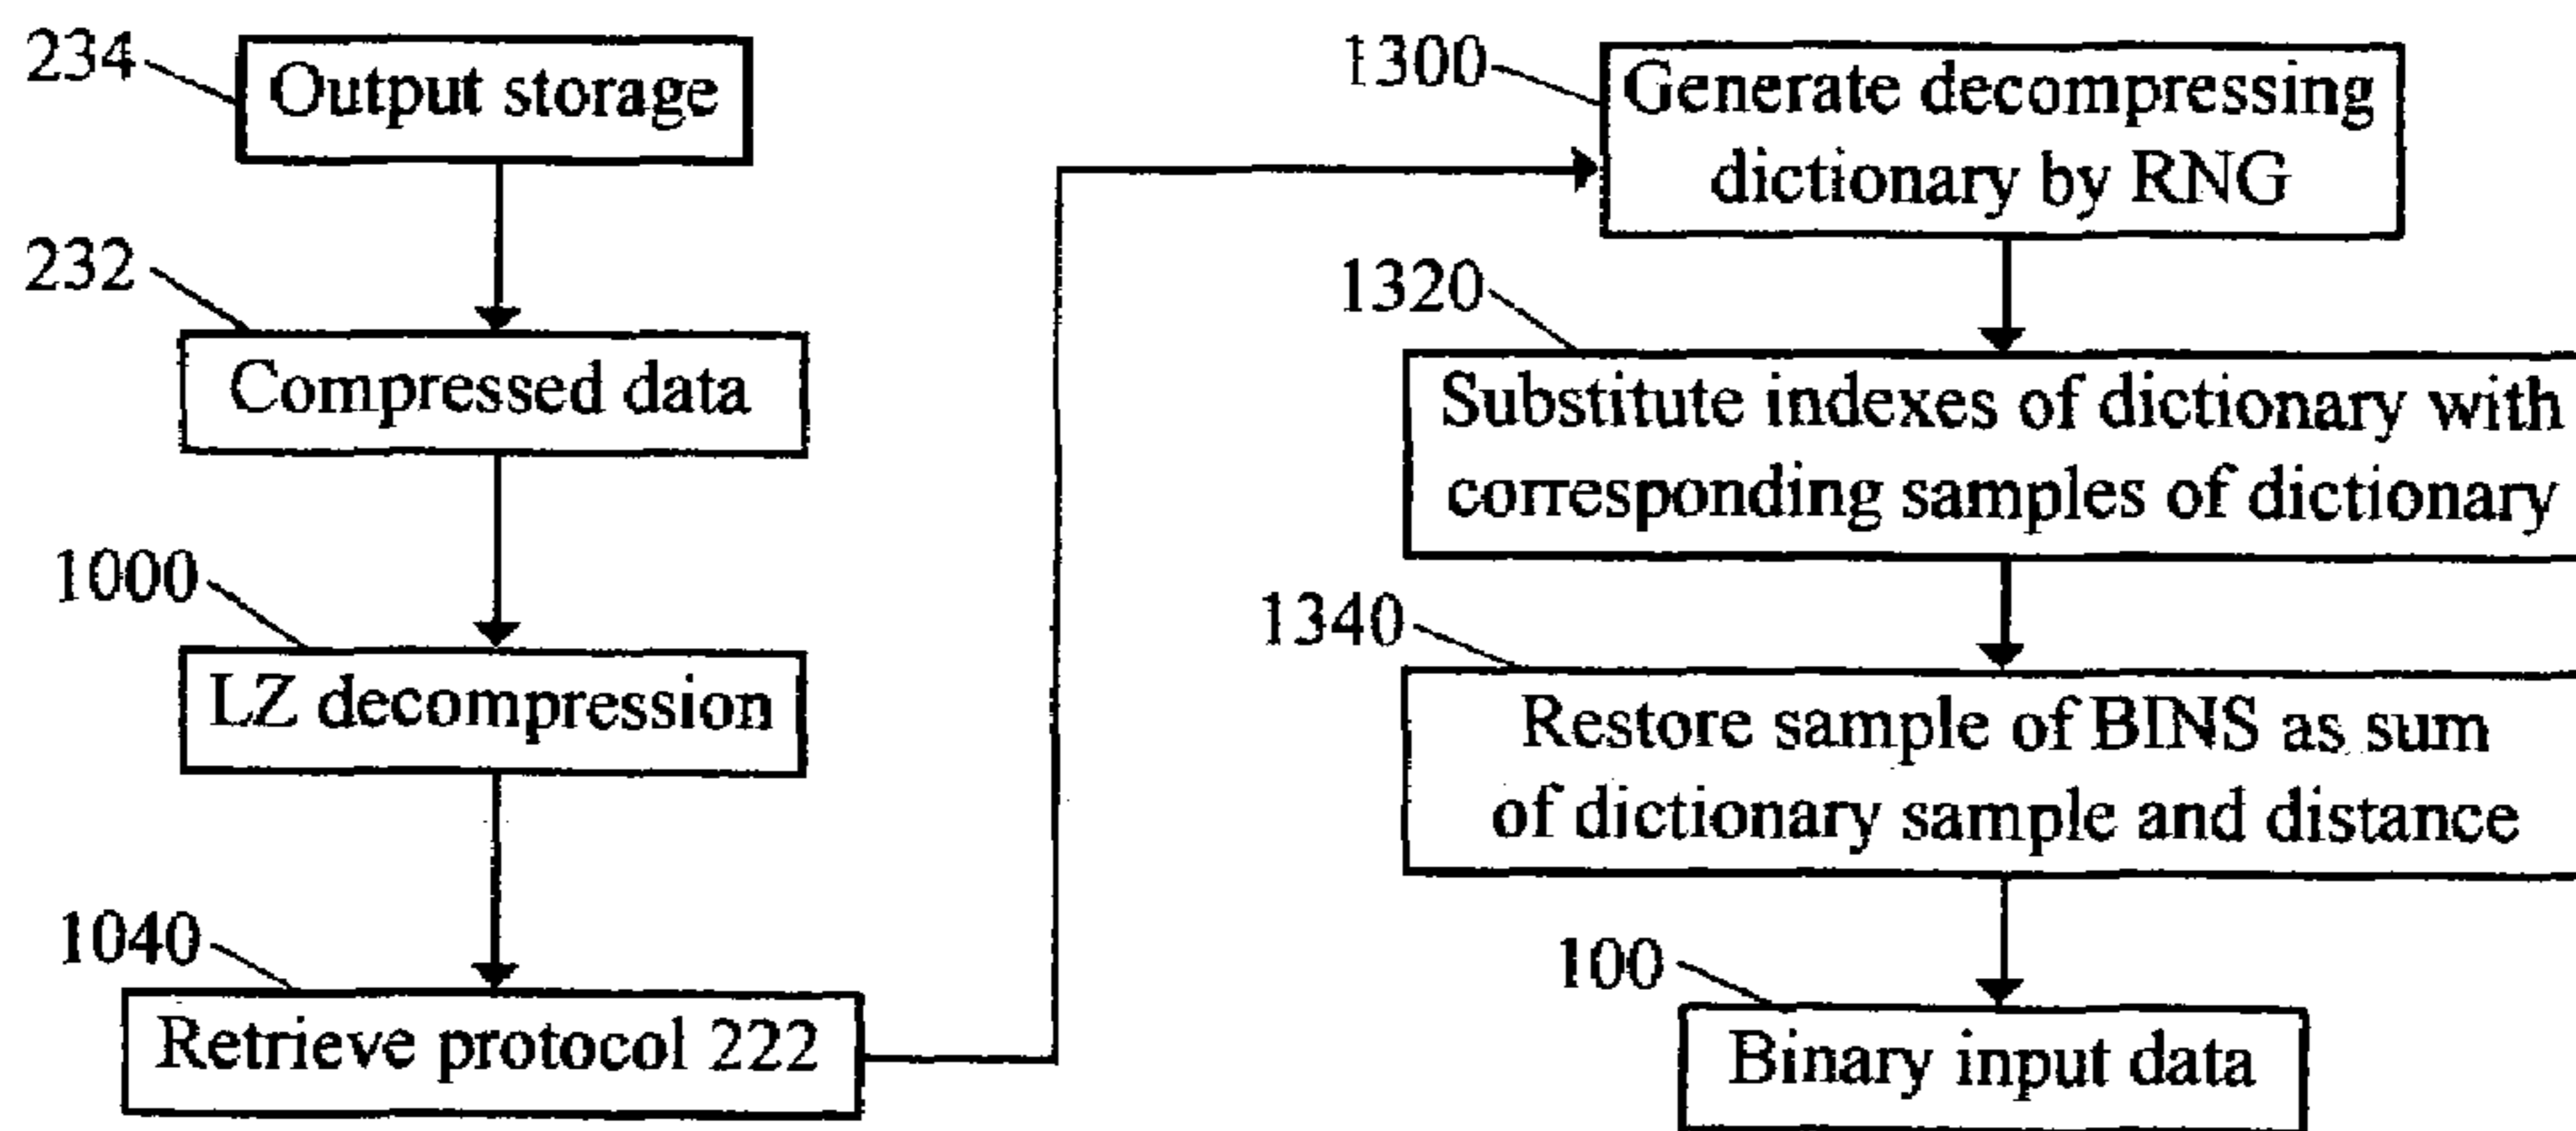 234
Output storage
232
Compressed data
1000
LZ decompression
1040
Retrieve protocol 222
1300
Generate decompressing
dictionary by RNG
1320
Substitute indexes of dictionary with
corresponding samples of dictionary
1340
Restore sample of BINS as sum
of dictionary sample and distance
100
Binary input data